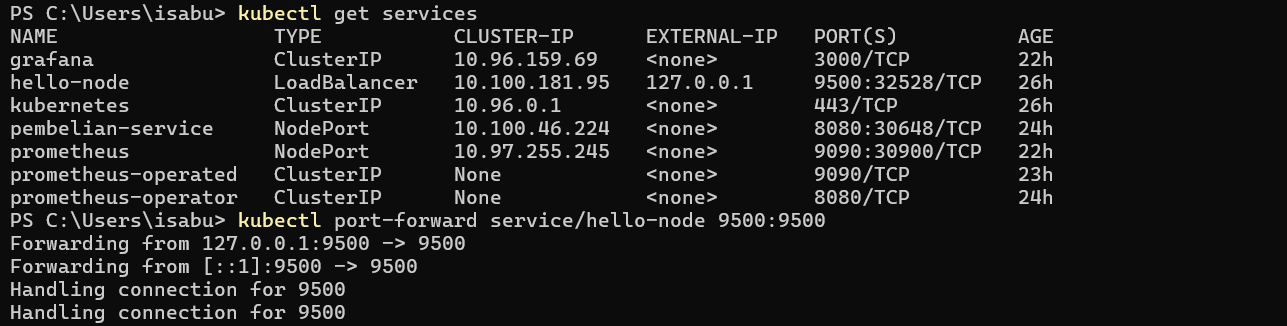 PS C:\Users\isabu> kubectl get services
NAME                  TYPE           CLUSTER-IP       EXTERNAL-IP   PORT(S)          AGE
grafana               ClusterIP      10.96.159.69     <none>        3000/TCP         22h
hello-node            LoadBalancer   10.100.181.95    127.0.0.1     9500:32528/TCP   26h
kubernetes            ClusterIP      10.96.0.1        <none>        443/TCP          26h
pembelian-service     NodePort       10.100.46.224    <none>        8080:30648/TCP   24h
prometheus            NodePort       10.97.255.245    <none>        9090:30900/TCP   22h
prometheus-operated   ClusterIP      None             <none>        9090/TCP         23h
prometheus-operator   ClusterIP      None             <none>        8080/TCP         24h
PS C:\Users\isabu> kubectl port-forward service/hello-node 9500:9500
Forwarding from 127.0.0.1:9500 -> 9500
Forwarding from [::1]:9500 -> 9500
Handling connection for 9500
Handling connection for 9500